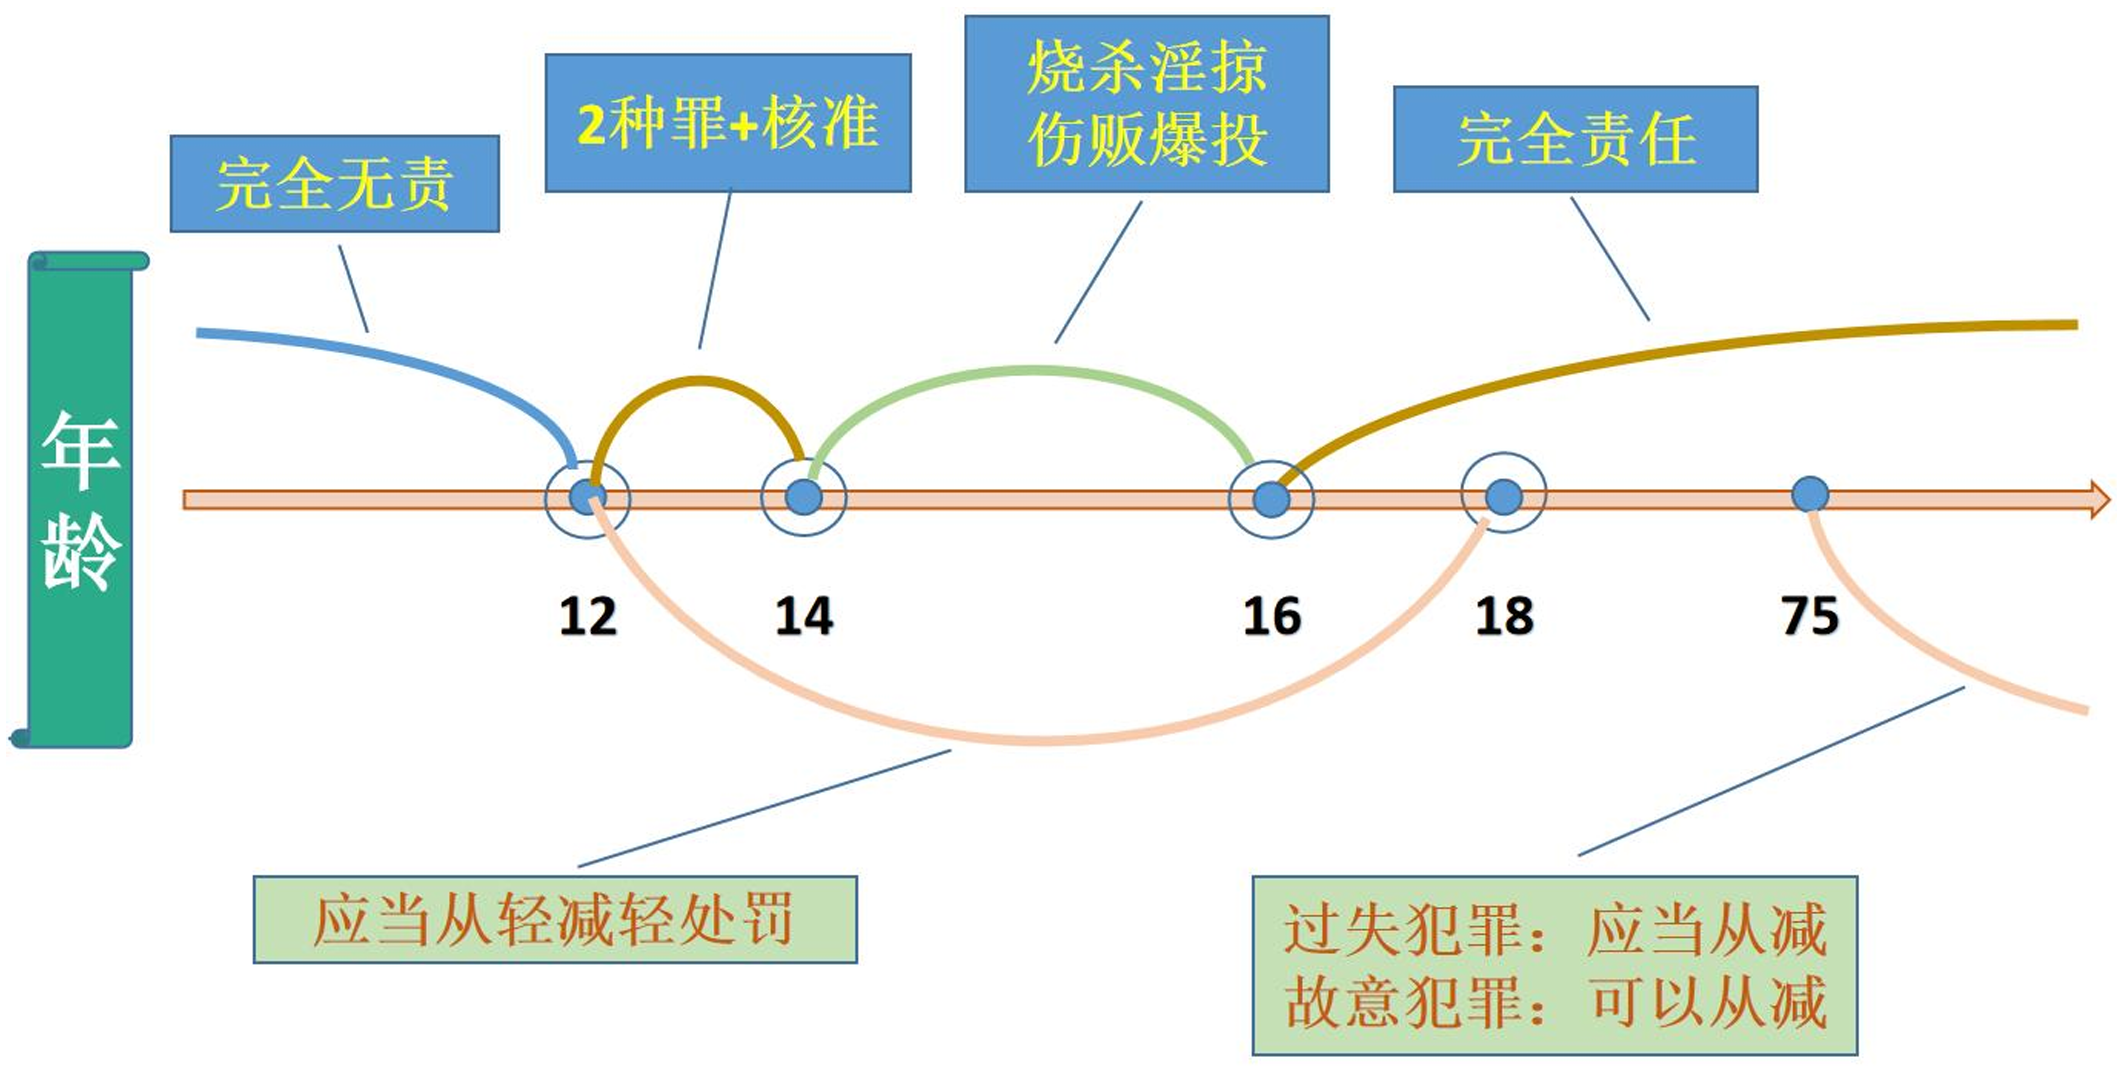 完全无责
2种罪+核准
烧杀淫掠
伤贩爆投
完全责任
年
龄
12
14
16
18
75
应当从轻减轻处罚
过失犯罪：应当从减
故意犯罪：可以从减